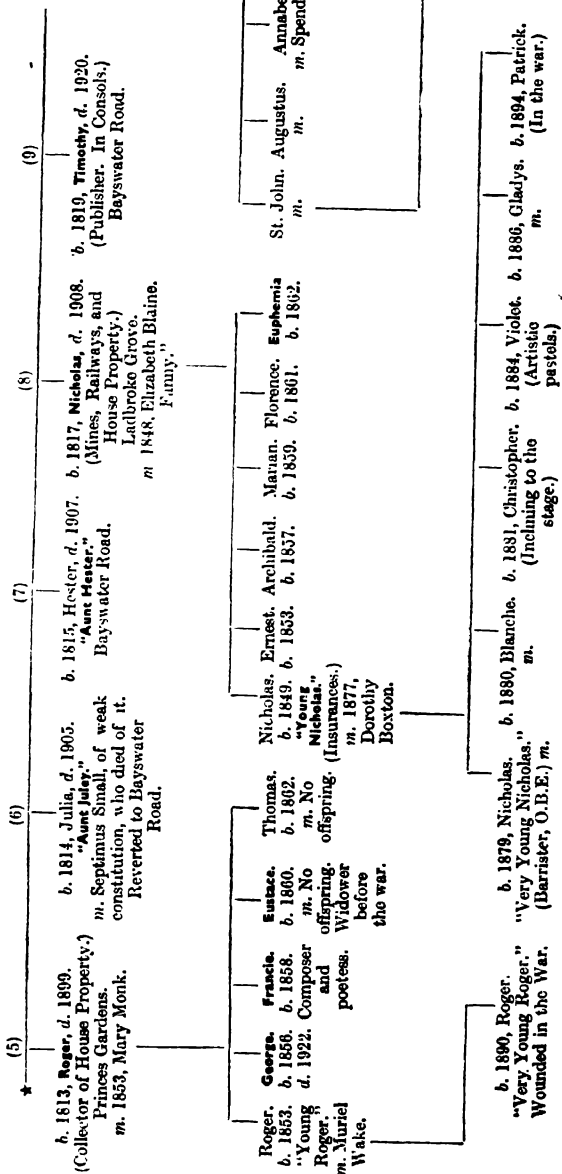 (5)
(6)
(7)
(8)
(9)
b. 1813, Roger, d. 1899.
(Collector of House Property.)
Princes Gardens.
m. 1853, Mary Monk.
b. 1814, Julia, d. 1905.
"Aunt Juley."
m. Septimus Small, of weak
constitution, who died of it.
Reverted to Bayswater
Road.
b. 1815, Hester, d. 1907.
"Aunt Hester."
Bayswater Road.
b. 1817, Nicholas, d. 1908.
(Mines, Railways, and
House Property.)
Ladbroke Grove.
m 1848, Elizabeth Blaine.
Fanny."
b. 1819, Timothy, d. 1920.
(Publisher. In Consols.)
Bayswater Road.
Roger.
b. 1853.
"Young
Roger."
m. Muriel
Wake.
George.
b. 1856.
d. 1922.
Francie.
b. 1858.
Composer
and
poetess.
Eustace.
b. 1860.
m. No
offspring.
Widower
before
the war.
Thomas.
b. 1862.
m. No
offspring.
Nicholas.
b. 1849.
"Young
Nicholas."
(Insurances.)
m. 1877,
Dorothy
Boxton.
Ernest.
b. 1853.
Archibald.
b. 1857.
Marian.
b. 1859.
Florence.
b. 1861.
Euphemia
b. 1862.
St. John.
m.
Augustus.
m.
Annabe
m. Spend
b. 1890, Roger.
"Very Young Roger."
Wounded in the War.
b. 1879, Nicholas.
"Very Young Nicholas."
(Barrister, O.B.E.) m.
b. 1880, Blanche.
m.
b. 1881, Christopher.
(Inclining to the
stage.)
b. 1884, Violet.
(Artistic
pastels.)
b. 1886, Gladys.
m.
b. 1894, Patrick.
(In the war.)